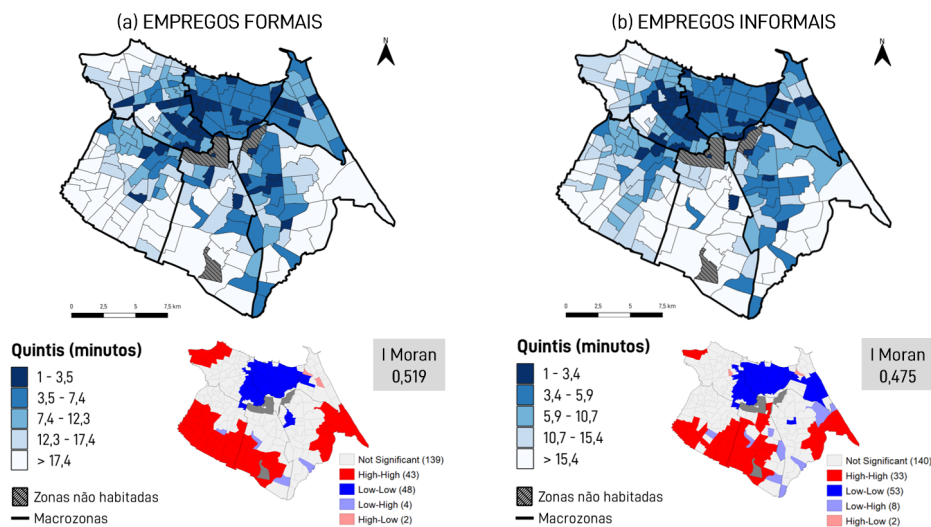 (a) EMPREGOS FORMAIS
N
0 2,5 5 7,5 km
Quintis (minutos)
1 - 3,5
3,5 - 7,4
7,4 - 12,3
12,3 - 17,4
> 17,4
Zonas não habitadas
Macrozonas
I Moran
0,519
Not Significant (139)
High-High (43)
Low-Low (48)
Low-High (4)
High-Low (2)
(b) EMPREGOS INFORMAIS
N
0 2,5 5 7,5 km
Quintis (minutos)
1 - 3,4
3,4 - 5,9
5,9 - 10,7
10,7 - 15,4
> 15,4
Zonas não habitadas
Macrozonas
I Moran
0,475
Not Significant (140)
High-High (33)
Low-Low (53)
Low-High (8)
High-Low (2)